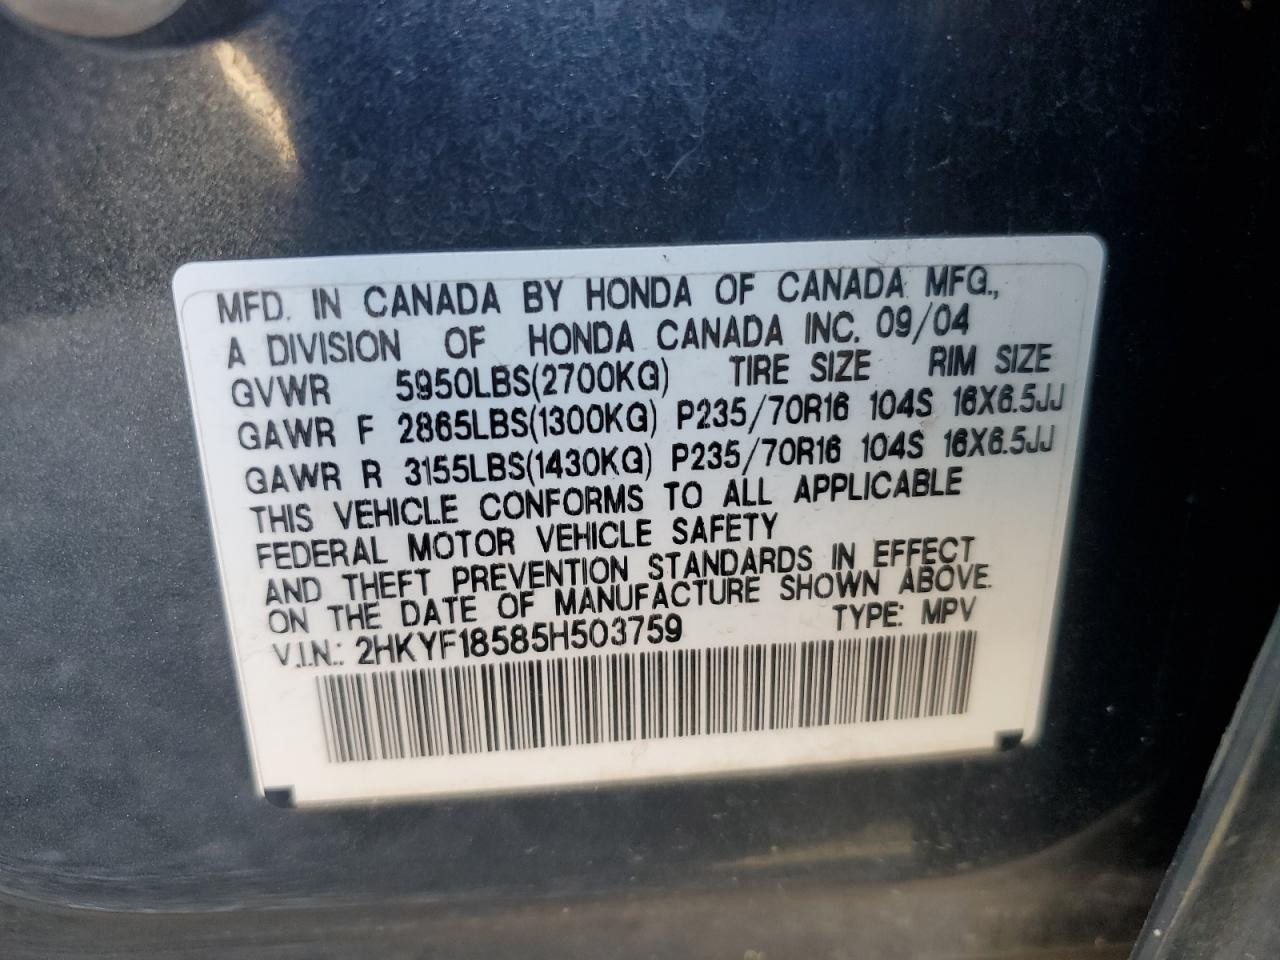 MFD. IN CANADA BY HONDA OF CANADA MFG.,
A DIVISION OF HONDA CANADA INC. 09/04
GVWR 5950LBS(2700KG) TIRE SIZE RIM SIZE
GAWR F 2865LBS(1300KG) P235/70R16 104S 16X6.5JJ
GAWR R 3155LBS(1430KG) P235/70R16 104S 16X6.5JJ
THIS VEHICLE CONFORMS TO ALL APPLICABLE
FEDERAL MOTOR VEHICLE SAFETY
AND THEFT PREVENTION STANDARDS IN EFFECT
ON THE DATE OF MANUFACTURE SHOWN ABOVE.
V.I.N.: 2HKYF18585H503759 TYPE: MPV